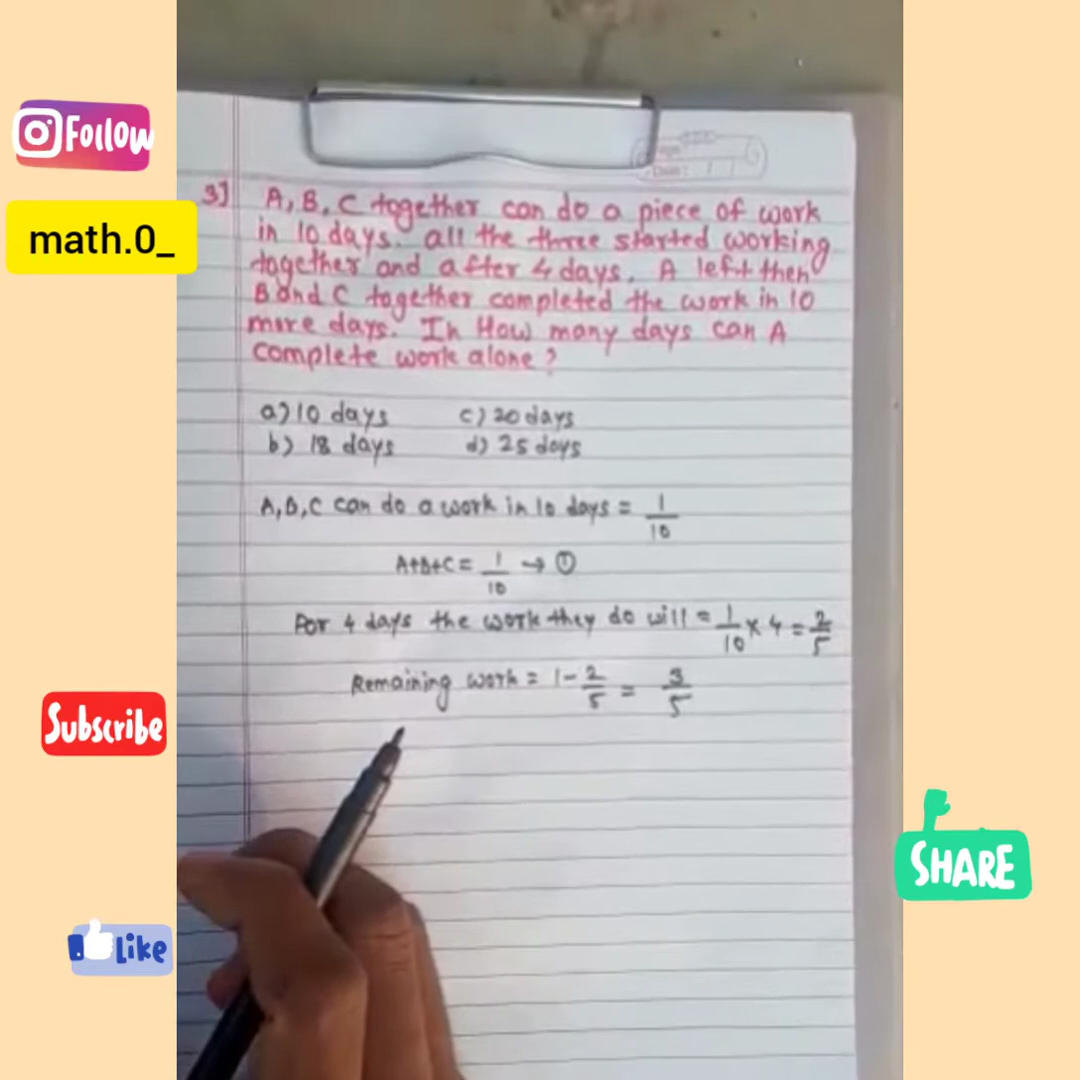 Follow
math.0_
3] A, B, C together can do a piece of work
in 10 days. all the three started working
together and after 4 days. A left then
B and C together completed the work in 10
more days. In How many days can A
complete work alone?
a) 10 days c) 20 days
b) 18 days d) 25 days
A, B, C can do a work in 10 days = 1/10
A+B+C = 1/10 → ①
For 4 days the work they do will = 1/10 × 4 = 2/5
Remaining work = 1 - 2/5 = 3/5
Subscribe
SHARE
Like